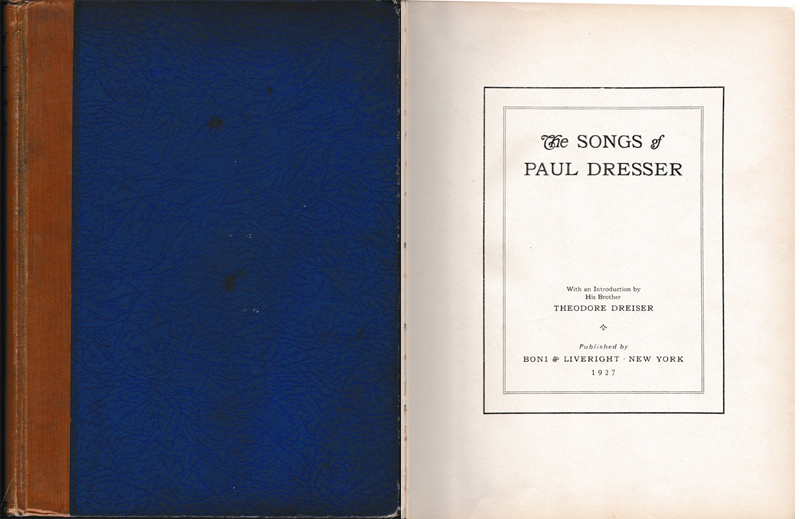 The SONGS of
PAUL DRESSER
With an Introduction by
His Brother
THEODORE DREISER
Published by
BONI & LIVERIGHT · NEW YORK
1927